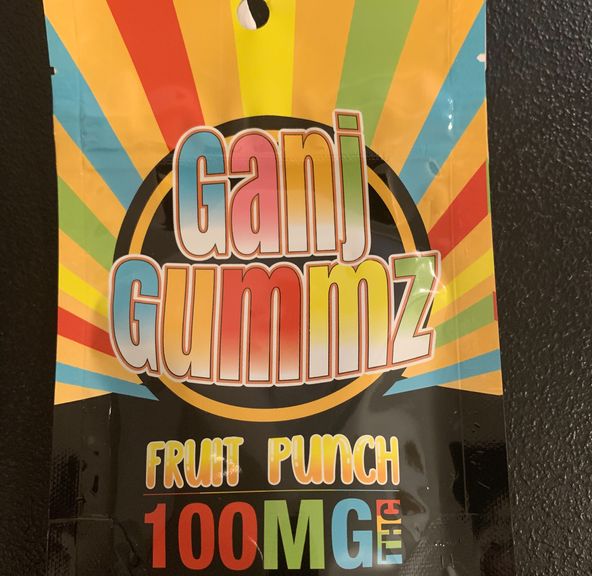 Ganj
Gummz
FRUIT PUNCH
100MG THC